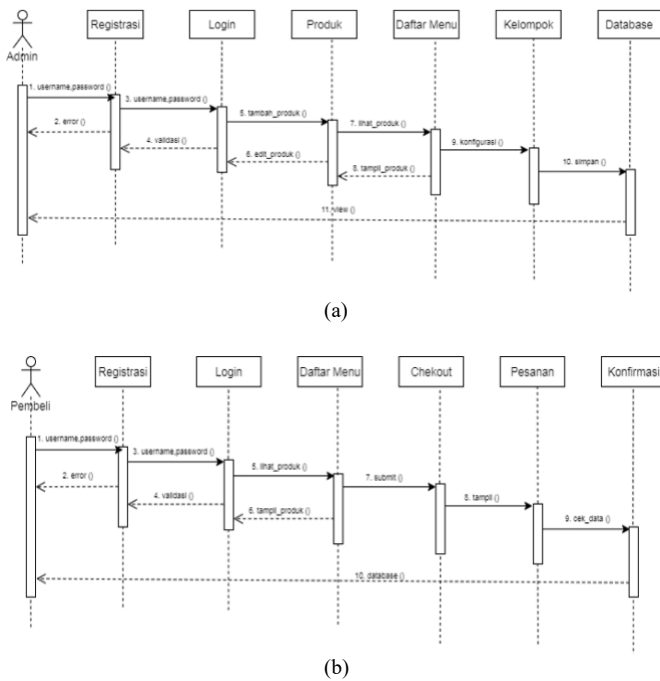 Registrasi Login Produk Daftar Menu Kelompok Database
Admin
1. username,password ()
3. username,password ()
5. tambah_produk ()
7. lihat_produk ()
2. error ()
4. validasi ()
6. edit_produk ()
9. konfigurasi ()
8. tampil_produk ()
10. simpan ()
11. view ()
(a)
Registrasi Login Daftar Menu Chekout Pesanan Konfirmasi
Pembeli
1. username,password ()
3. username,password ()
5. lihat_produk ()
7. submit ()
2. error ()
4. validasi ()
8. tampil ()
6. tampil_produk ()
9. cek_data ()
10. database ()
(b)